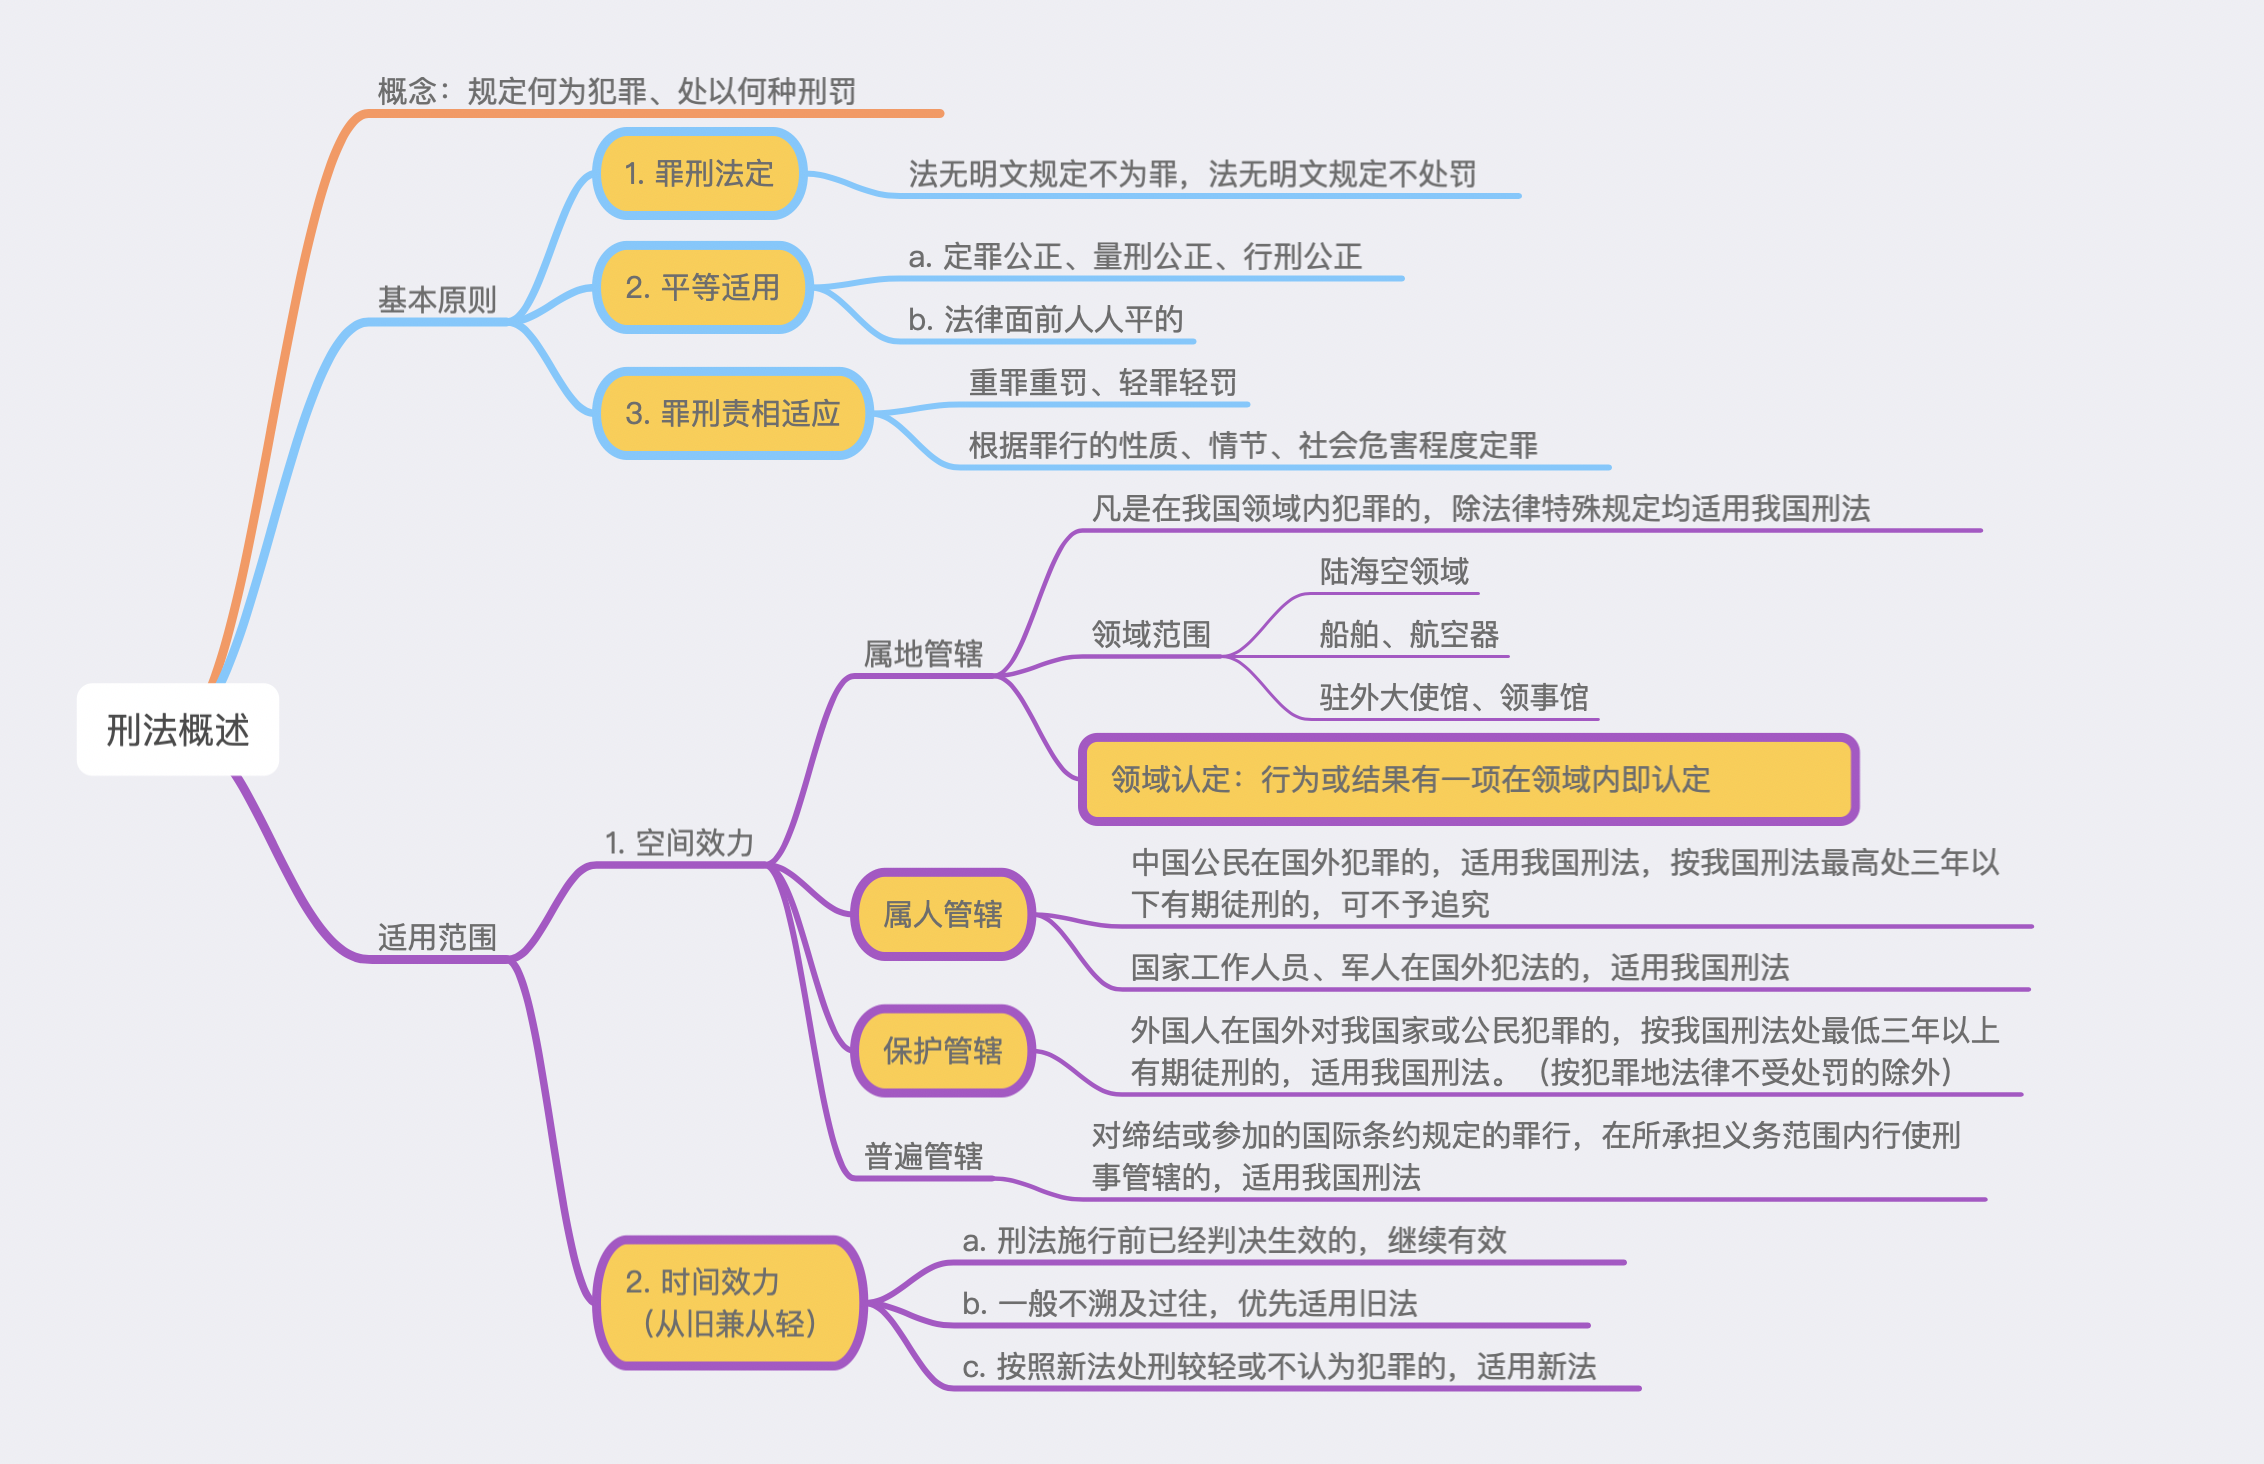 概念：规定何为犯罪、处以何种刑罚
1. 罪刑法定
法无明文规定不为罪，法无明文规定不处罚
a. 定罪公正、量刑公正、行刑公正
2. 平等适用
基本原则
b. 法律面前人人平的
重罪重罚、轻罪轻罚
3. 罪刑责相适应
根据罪行的性质、情节、社会危害程度定罪
凡是在我国领域内犯罪的，除法律特殊规定均适用我国刑法
陆海空领域
领域范围
船舶、航空器
属地管辖
驻外大使馆、领事馆
刑法概述
领域认定：行为或结果有一项在领域内即认定
1. 空间效力
中国公民在国外犯罪的，适用我国刑法，按我国刑法最高处三年以
下有期徒刑的，可不予追究
属人管辖
适用范围
国家工作人员、军人在国外犯法的，适用我国刑法
外国人在国外对我国家或公民犯罪的，按我国刑法处最低三年以上
有期徒刑的，适用我国刑法。（按犯罪地法律不受处罚的除外）
保护管辖
对缔结或参加的国际条约规定的罪行，在所承担义务范围内行使刑
事管辖的，适用我国刑法
普遍管辖
a. 刑法施行前已经判决生效的，继续有效
2. 时间效力
（从旧兼从轻）
b. 一般不溯及过往，优先适用旧法
c. 按照新法处刑较轻或不认为犯罪的，适用新法